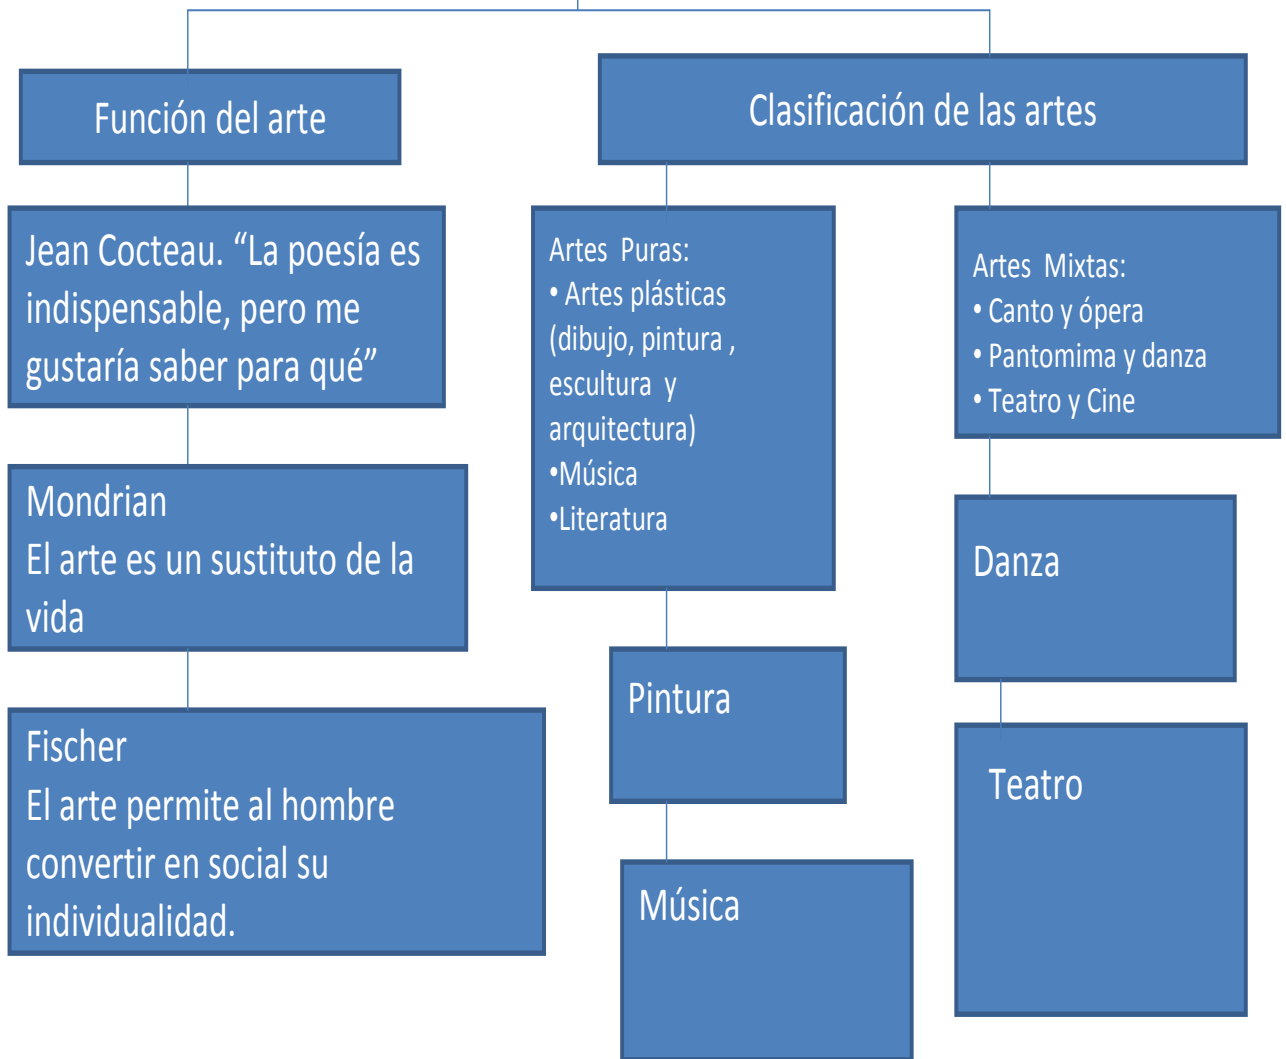 Función del arte
Clasificación de las artes
Jean Cocteau. “La poesía es
indispensable, pero me
gustaría saber para qué”
Mondrian
El arte es un sustituto de la
vida
Fischer
El arte permite al hombre
convertir en social su
individualidad.
Artes Puras:
• Artes plásticas
(dibujo, pintura ,
escultura y
arquitectura)
•Música
•Literatura
Pintura
Música
Artes Mixtas:
• Canto y ópera
• Pantomima y danza
• Teatro y Cine
Danza
Teatro